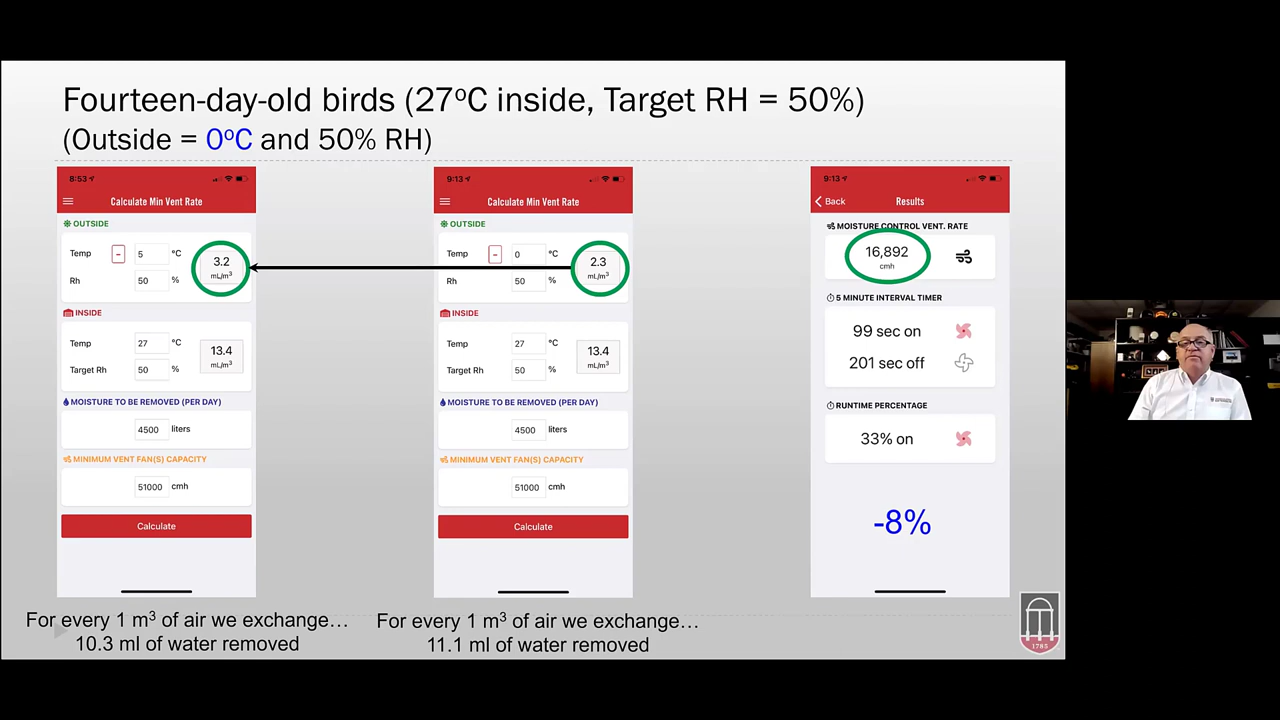 Fourteen-day-old birds (27°C inside, Target RH = 50%)
(Outside = 0°C and 50% RH)
8:53
Calculate Min Vent Rate
OUTSIDE
Temp - 5 °C
3.2
mL/m³
Rh 50 %
INSIDE
Temp 27 °C
13.4
mL/m³
Target Rh 50 %
MOISTURE TO BE REMOVED (PER DAY)
4500 liters
MINIMUM VENT FAN(S) CAPACITY
51000 cmh
Calculate
For every 1 m³ of air we exchange…
10.3 ml of water removed
9:13
Calculate Min Vent Rate
OUTSIDE
Temp - 0 °C
2.3
mL/m³
Rh 50 %
INSIDE
Temp 27 °C
13.4
mL/m³
Target Rh 50 %
MOISTURE TO BE REMOVED (PER DAY)
4500 liters
MINIMUM VENT FAN(S) CAPACITY
51000 cmh
Calculate
For every 1 m³ of air we exchange…
11.1 ml of water removed
9:13
Back Results
MOISTURE CONTROL VENT. RATE
16,892
cmh
5 MINUTE INTERVAL TIMER
99 sec on
201 sec off
RUNTIME PERCENTAGE
33% on
-8%
1785